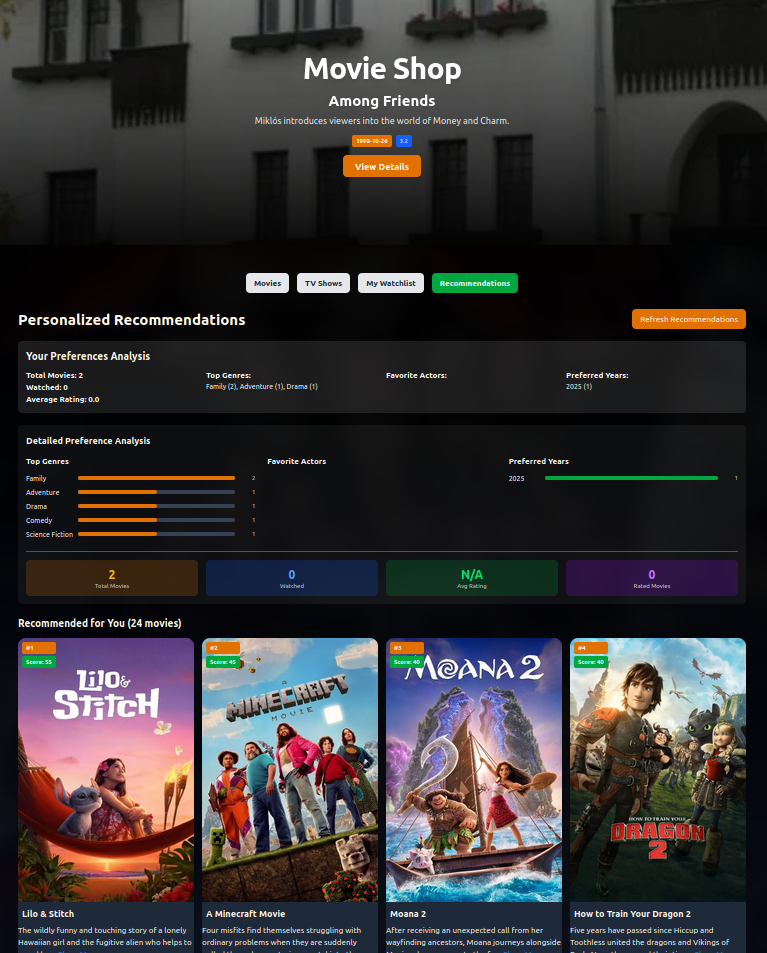 Movie Shop
Among Friends
Miklós introduces viewers into the world of Money and Charm.
1998-10-26 5.2
View Details
Movies TV Shows My Watchlist Recommendations
Personalized Recommendations Refresh Recommendations
Your Preferences Analysis
Total Movies: 2 Top Genres: Favorite Actors: Preferred Years:
Watched: 0 Family (2), Adventure (1), Drama (1) 2025 (1)
Average Rating: 0.0
Detailed Preference Analysis
Top Genres Favorite Actors Preferred Years
Family 2 2025 1
Adventure 1
Drama 1
Comedy 1
Science Fiction 1
2 0 N/A 0
Total Movies Watched Avg Rating Rated Movies
Recommended for You (24 movies)
#1 #2 #3 #4
Score: 55 Score: 45 Score: 40 Score: 40
Lilo &
Stitch
A
MINECRAFT
MOVIE
MOANA 2
HOW TO TRAIN YOUR
DRAGON
2
Lilo & Stitch A Minecraft Movie Moana 2 How to Train Your Dragon 2
The wildly funny and touching story of a lonely Four misfits find themselves struggling with After receiving an unexpected call from her Five years have passed since Hiccup and
Hawaiian girl and the fugitive alien who helps to ordinary problems when they are suddenly wayfinding ancestors, Moana journeys alongside Toothless united the dragons and Vikings of